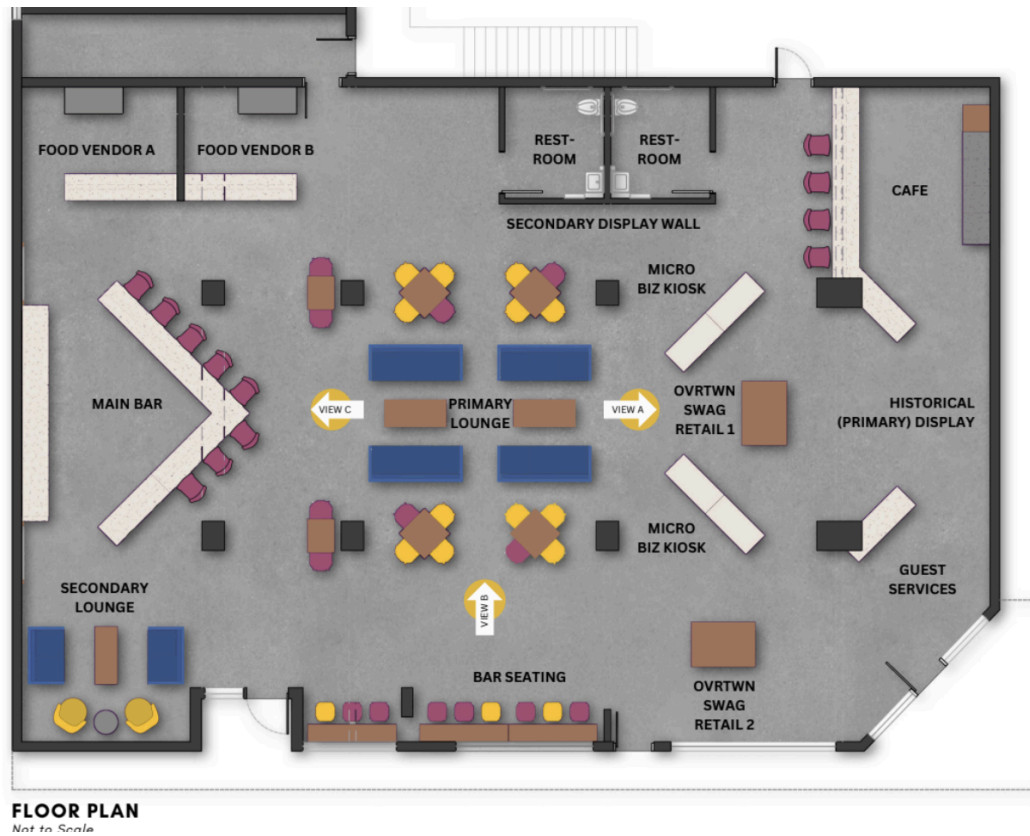 FOOD VENDOR A
FOOD VENDOR B
REST-
ROOM
REST-
ROOM
CAFE
SECONDARY DISPLAY WALL
MICRO
BIZ KIOSK
MAIN BAR
VIEW C
PRIMARY
LOUNGE
VIEW A
OVRTWN
SWAG
RETAIL 1
HISTORICAL
(PRIMARY) DISPLAY
MICRO
BIZ KIOSK
GUEST
SERVICES
SECONDARY
LOUNGE
VIEW B
BAR SEATING
OVRTWN
SWAG
RETAIL 2
FLOOR PLAN
Not to Scale